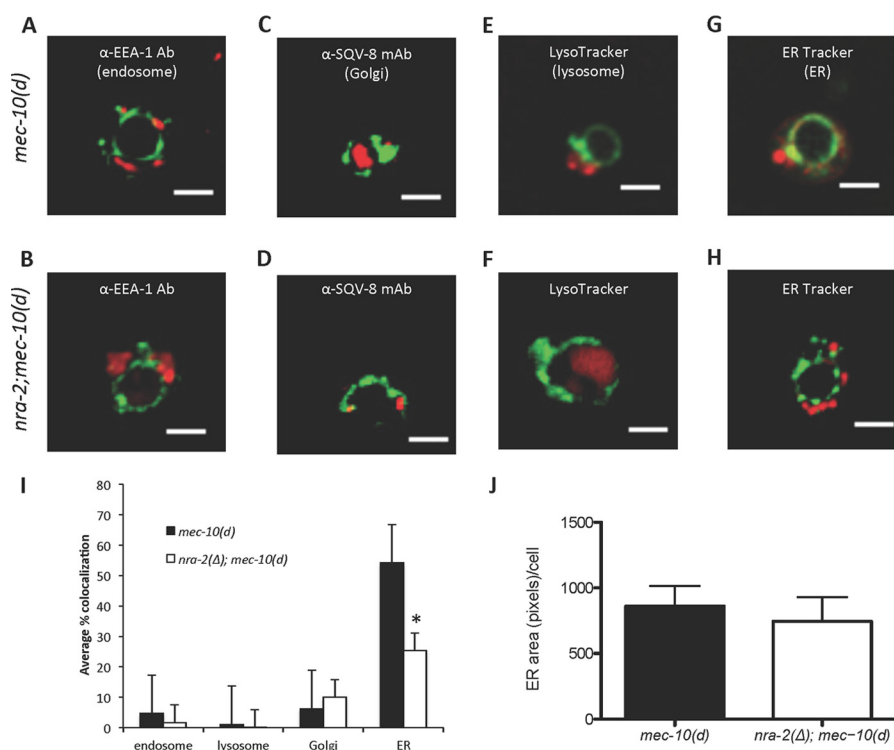 A
α-EEA-1 Ab
(endosome)
C
α-SQV-8 mAb
(Golgi)
E
LysoTracker
(lysosome)
G
ER Tracker
(ER)
mec-10(d)
B
α-EEA-1 Ab
D
α-SQV-8 mAb
F
LysoTracker
H
ER Tracker
nra-2;mec-10(d)
I
Average % colocalization
80
70
60
50
40
30
20
10
0
mec-10(d)
nra-2(Δ); mec-10(d)
*
endosome lysosome Golgi ER
J
ER area (pixels)/cell
1500
1000
500
0
mec-10(d) nra-2(Δ); mec−10(d)